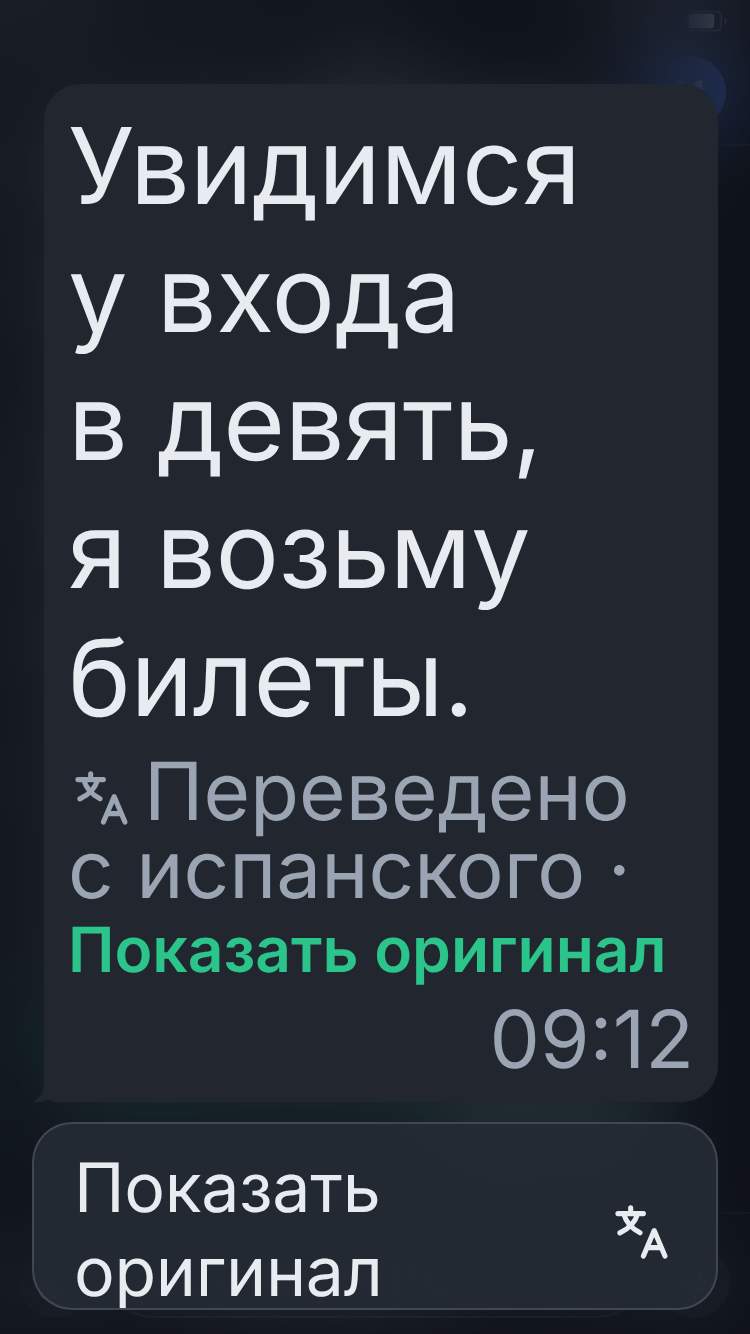 Увидимся
у входа
в девять,
я возьму
билеты.
Переведено
с испанского ·
Показать оригинал
09:12
Показать
оригинал